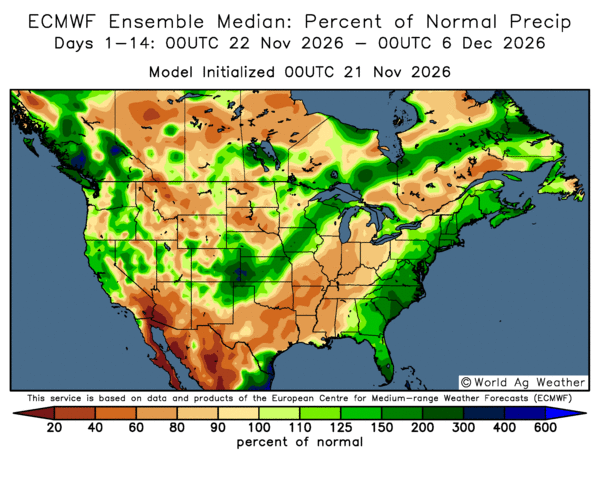 ECMWF Ensemble Median: Percent of Normal Precip
Days 1–14: 00UTC 22 Nov 2026 – 00UTC 6 Dec 2026
Model Initialized 00UTC 21 Nov 2026
© World Ag Weather
This service is based on data and products of the European Centre for Medium-range Weather Forecasts (ECMWF)
20 40 60 80 90 100 110 125 150 200 300 400 600
percent of normal